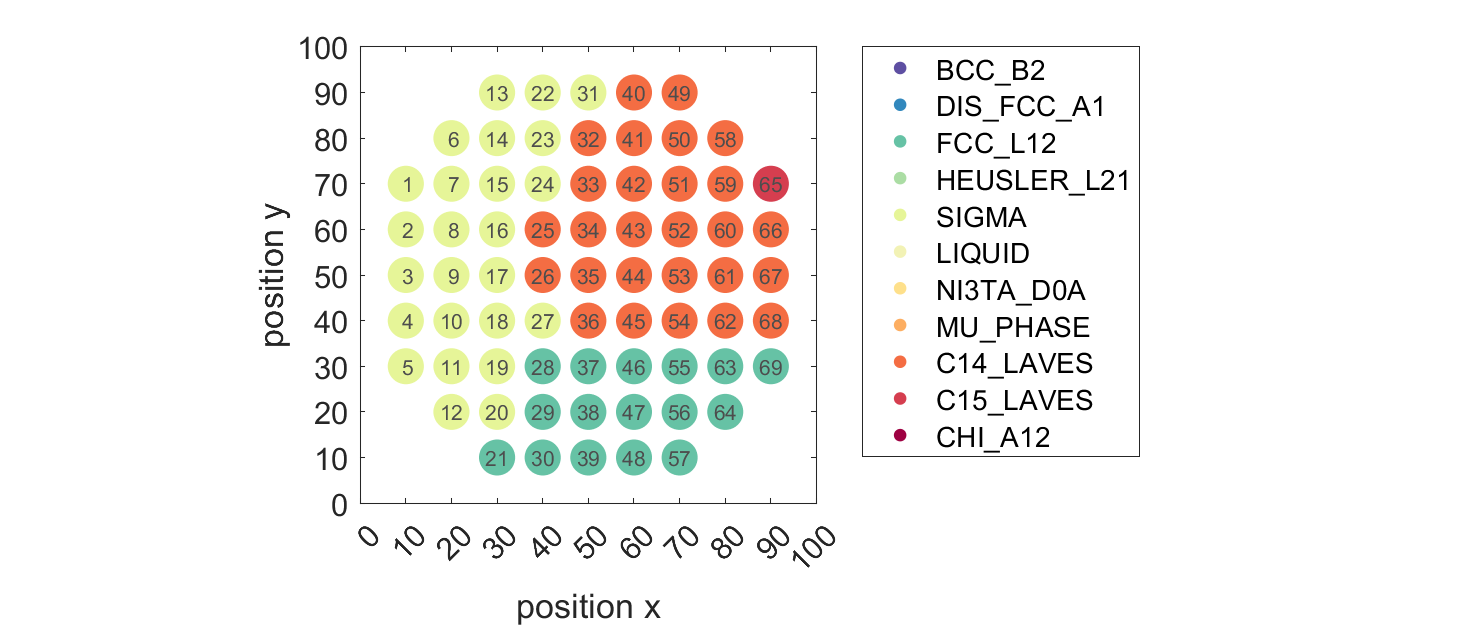 100
90
80
70
60
50
40
30
20
10
0
position y
13 22 31 40 49
6 14 23 32 41 50 58
1 7 15 24 33 42 51 59 65
2 8 16 25 34 43 52 60 66
3 9 17 26 35 44 53 61 67
4 10 18 27 36 45 54 62 68
5 11 19 28 37 46 55 63 69
12 20 29 38 47 56 64
21 30 39 48 57
0 10 20 30 40 50 60 70 80 90 100
position x
BCC_B2
DIS_FCC_A1
FCC_L12
HEUSLER_L21
SIGMA
LIQUID
NI3TA_D0A
MU_PHASE
C14_LAVES
C15_LAVES
CHI_A12